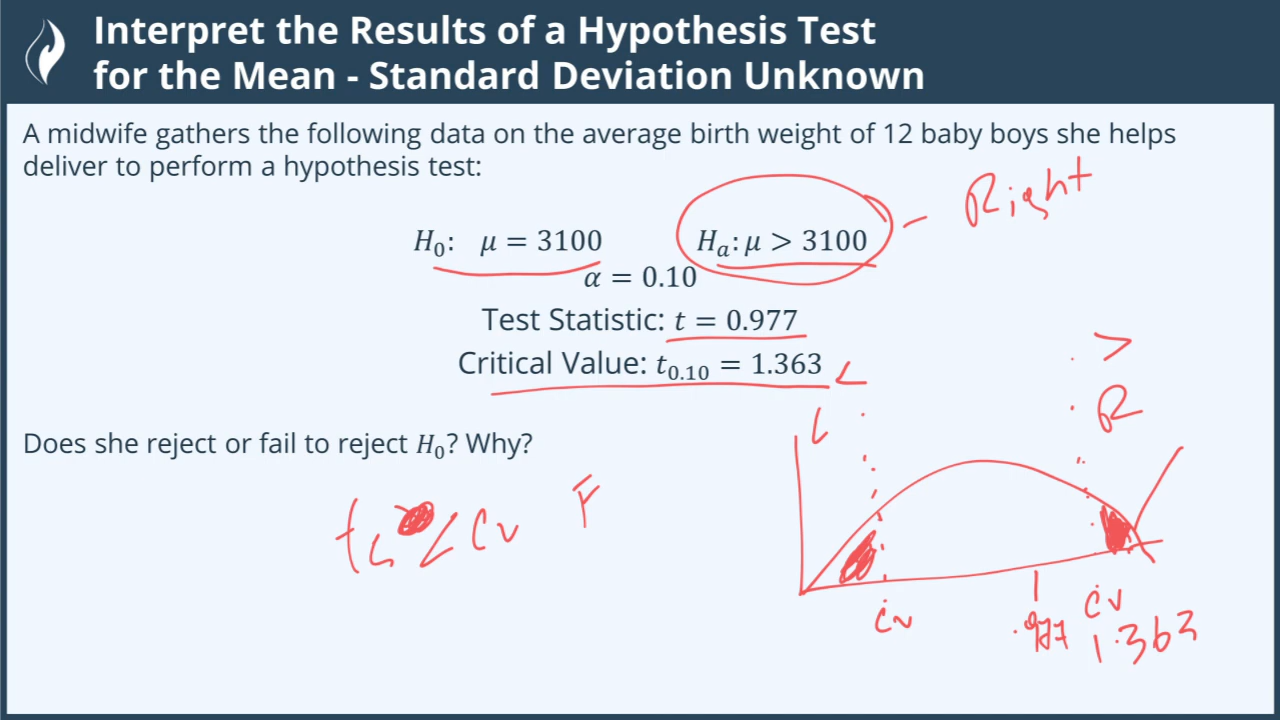 Interpret the Results of a Hypothesis Test
for the Mean - Standard Deviation Unknown
A midwife gathers the following data on the average birth weight of 12 baby boys she helps
deliver to perform a hypothesis test:
Right
H₀: μ = 3100 Hₐ: μ > 3100
α = 0.10
Test Statistic: t = 0.977
Critical Value: t₀.₁₀ = 1.363
< >
L R
Does she reject or fail to reject H₀? Why?
ts < cv F
cv .977 cv
1.363